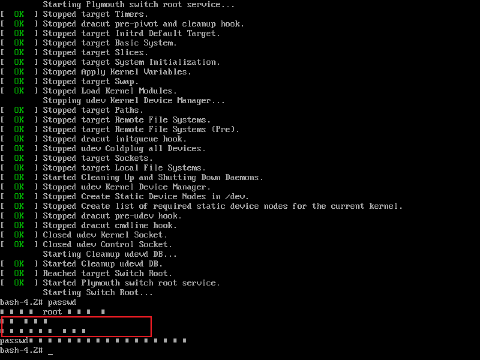 Starting Plymouth switch root service...
[  OK  ] Stopped target Timers.
[  OK  ] Stopped dracut pre-pivot and cleanup hook.
[  OK  ] Stopped target Initrd Default Target.
[  OK  ] Stopped target Basic System.
[  OK  ] Stopped target Slices.
[  OK  ] Stopped target System Initialization.
[  OK  ] Stopped Apply Kernel Variables.
[  OK  ] Stopped target Swap.
[  OK  ] Stopped Load Kernel Modules.
Stopping udev Kernel Device Manager...
[  OK  ] Stopped target Paths.
[  OK  ] Stopped target Remote File Systems.
[  OK  ] Stopped target Remote File Systems (Pre).
[  OK  ] Stopped dracut initqueue hook.
[  OK  ] Stopped udev Coldplug all Devices.
[  OK  ] Stopped target Sockets.
[  OK  ] Stopped target Local File Systems.
[  OK  ] Started Cleaning Up and Shutting Down Daemons.
[  OK  ] Stopped udev Kernel Device Manager.
[  OK  ] Stopped Create Static Device Nodes in /dev.
[  OK  ] Stopped Create list of required static device nodes for the current kernel.
[  OK  ] Stopped dracut pre-udev hook.
[  OK  ] Stopped dracut cmdline hook.
[  OK  ] Closed udev Kernel Socket.
[  OK  ] Closed udev Control Socket.
Starting Cleanup udevd DB...
[  OK  ] Started Cleanup udevd DB.
[  OK  ] Reached target Switch Root.
[  OK  ] Started Plymouth switch root service.
Starting Switch Root...
bash-4.2# passwd
■ ■ ■ ■ root ■ ■ ■ ■
■ ■ ■ ■ ■
■ ■ ■ ■ ■ ■ ■ ■ ■
passwd■ ■ ■ ■ ■ ■ ■ ■ ■ ■ ■ ■ ■ ■ ■ ■ ■
bash-4.2# _